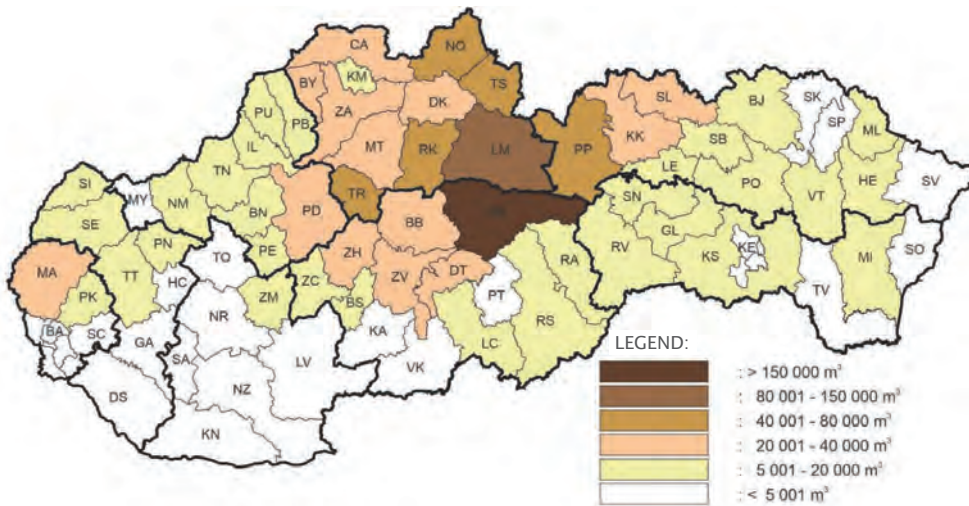 CA
NO
TS
BY
KM
ZA
DK
MT
RK
LM
PP
SL
KK
BJ
SK
SP
ML
SB
LE
PO
VT
HE
SV
PU
PB
IL
TN
BN
PD
TR
BB
SI
SE
MY
NM
PE
ZH
ZV
DT
SN
GL
RV
KS
KE
MI
SO
TV
MA
PK
TT
PN
HC
TO
ZM
ZC
BS
RA
PT
RS
LC
BA
SC
GA
NR
SA
LV
KA
VK
DS
NZ
KN
LEGEND:
: > 150 000 m³
: 80 001 - 150 000 m³
: 40 001 - 80 000 m³
: 20 001 - 40 000 m³
: 5 001 - 20 000 m³
: < 5 001 m³